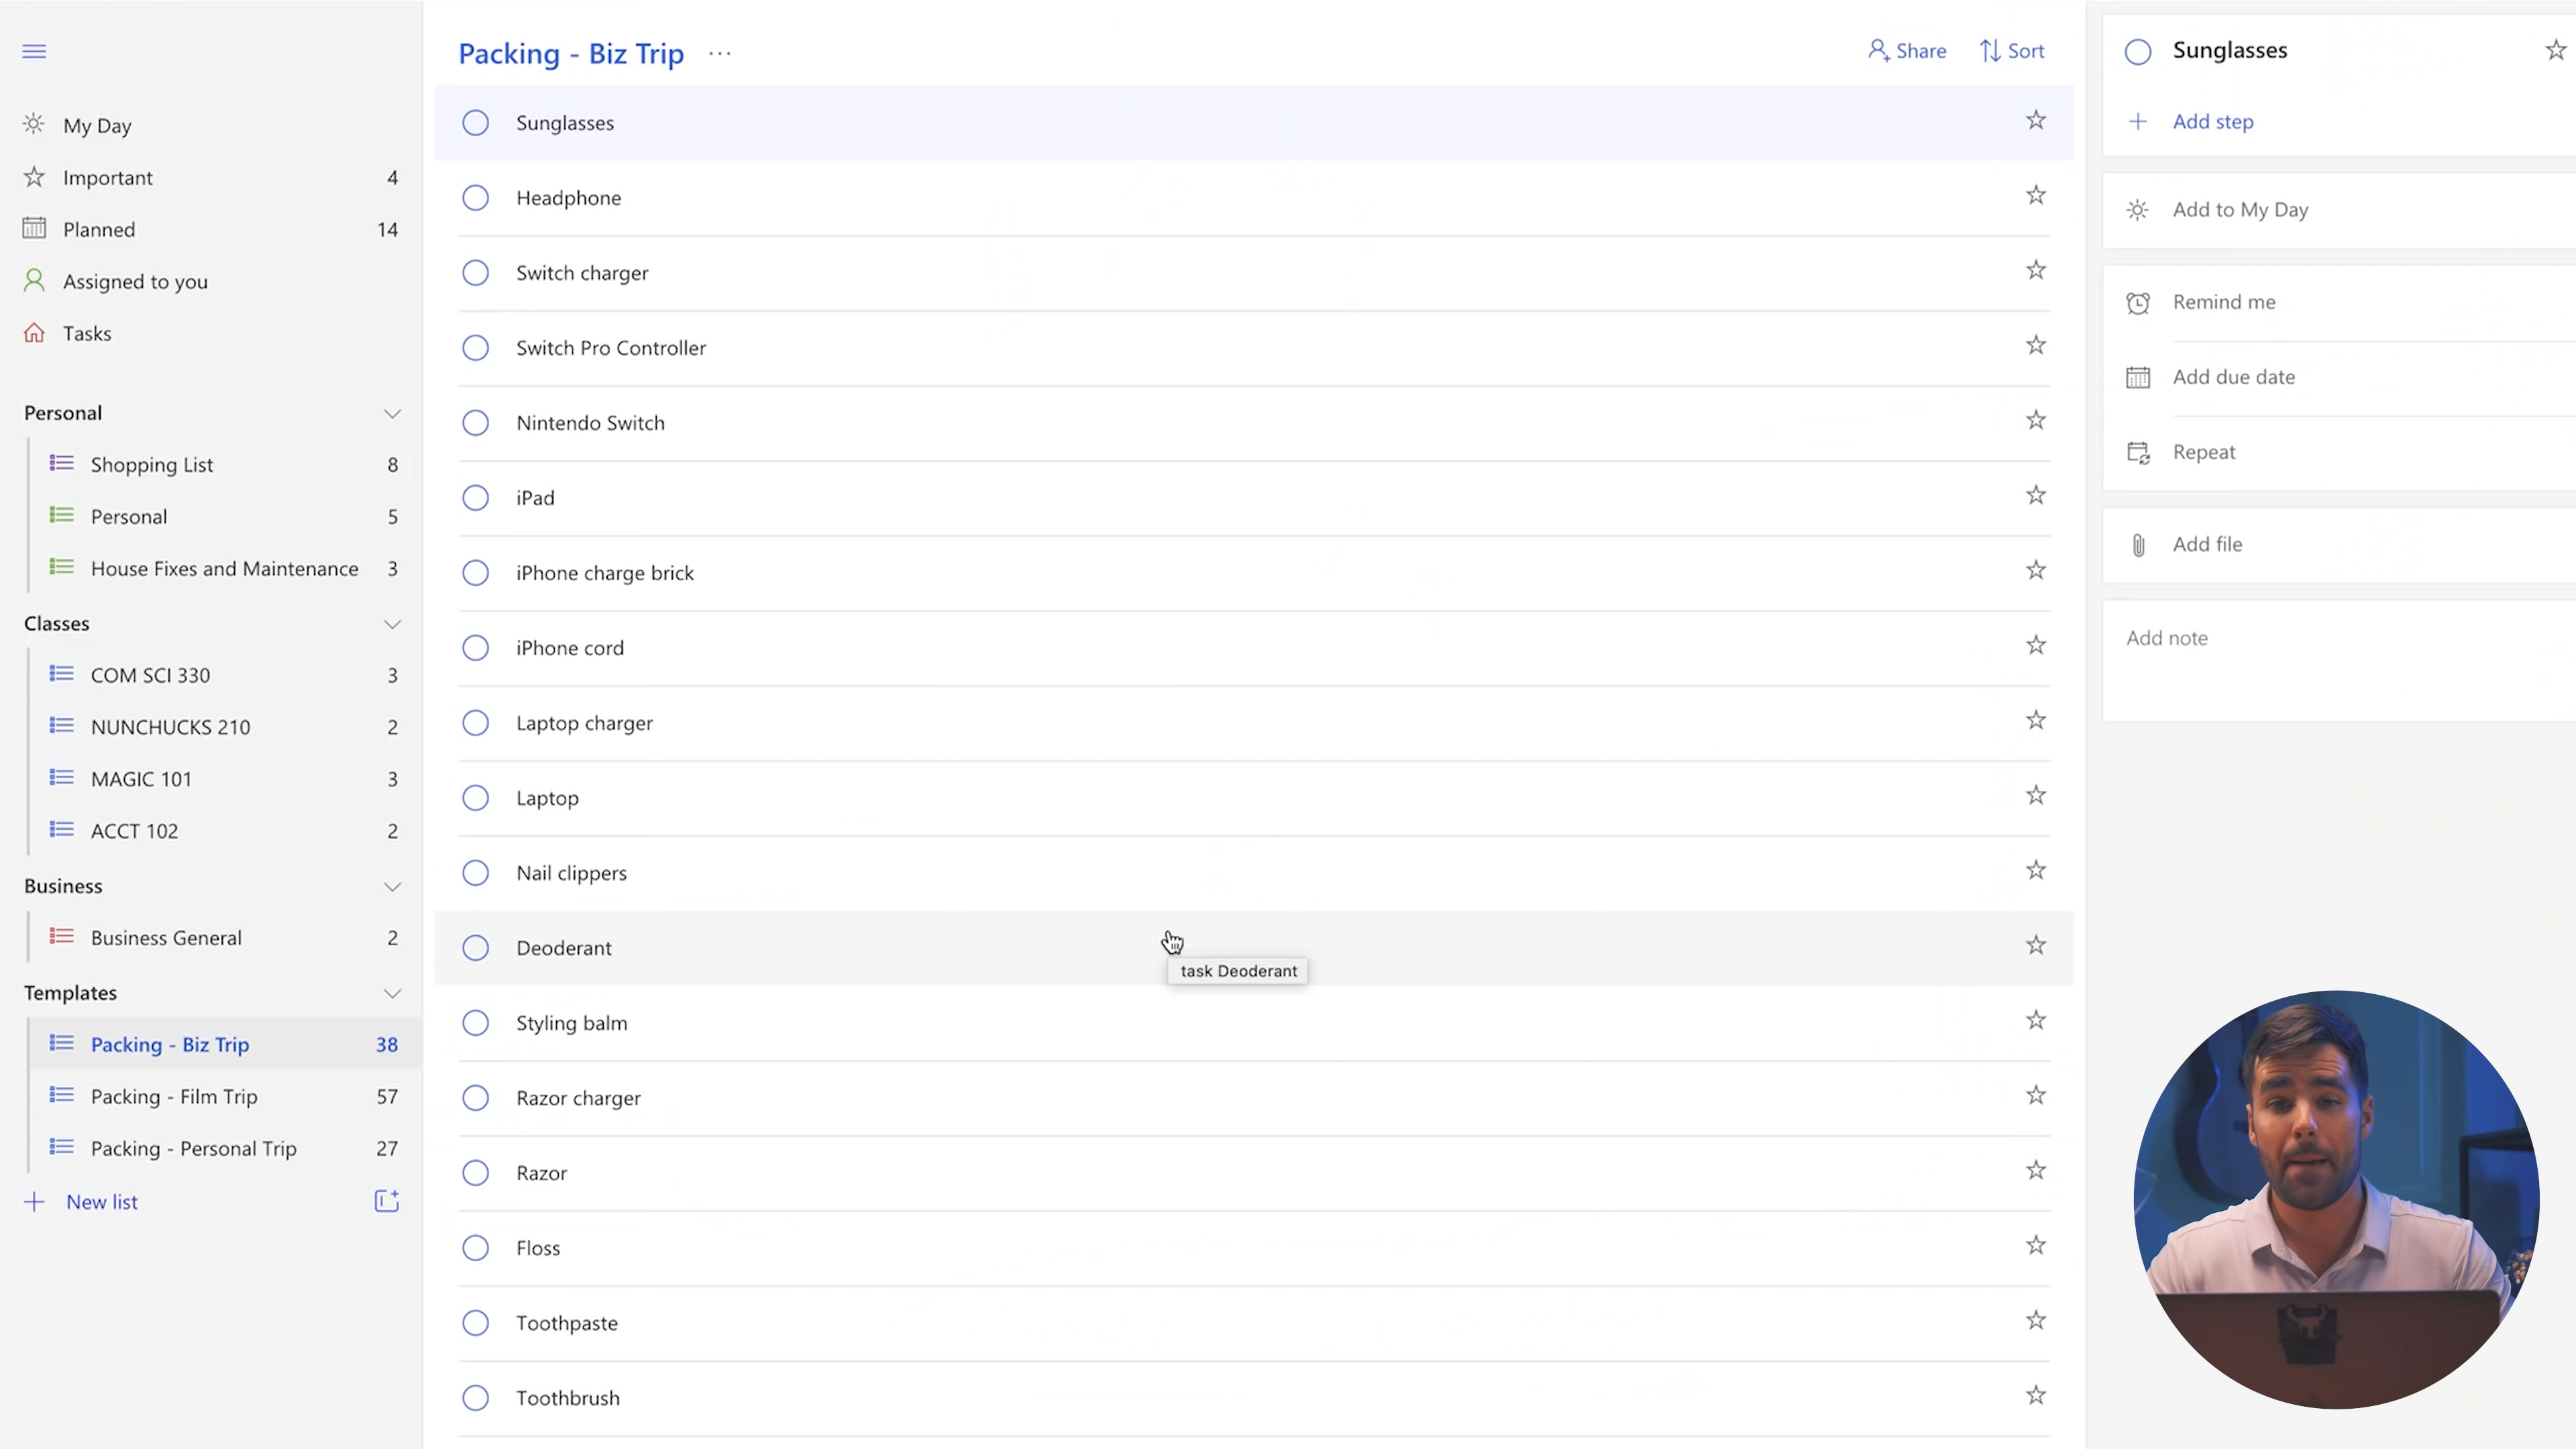 My Day
Important 4
Planned 14
Assigned to you
Tasks
Personal
Shopping List 8
Personal 5
House Fixes and Maintenance 3
Classes
COM SCI 330 3
NUNCHUCKS 210 2
MAGIC 101 3
ACCT 102 2
Business
Business General 2
Templates
Packing - Biz Trip 38
Packing - Film Trip 57
Packing - Personal Trip 27
New list
Packing - Biz Trip ...
Share Sort
Sunglasses
Headphone
Switch charger
Switch Pro Controller
Nintendo Switch
iPad
iPhone charge brick
iPhone cord
Laptop charger
Laptop
Nail clippers
Deoderant
task Deoderant
Styling balm
Razor charger
Razor
Floss
Toothpaste
Toothbrush
Sunglasses
Add step
Add to My Day
Remind me
Add due date
Repeat
Add file
Add note